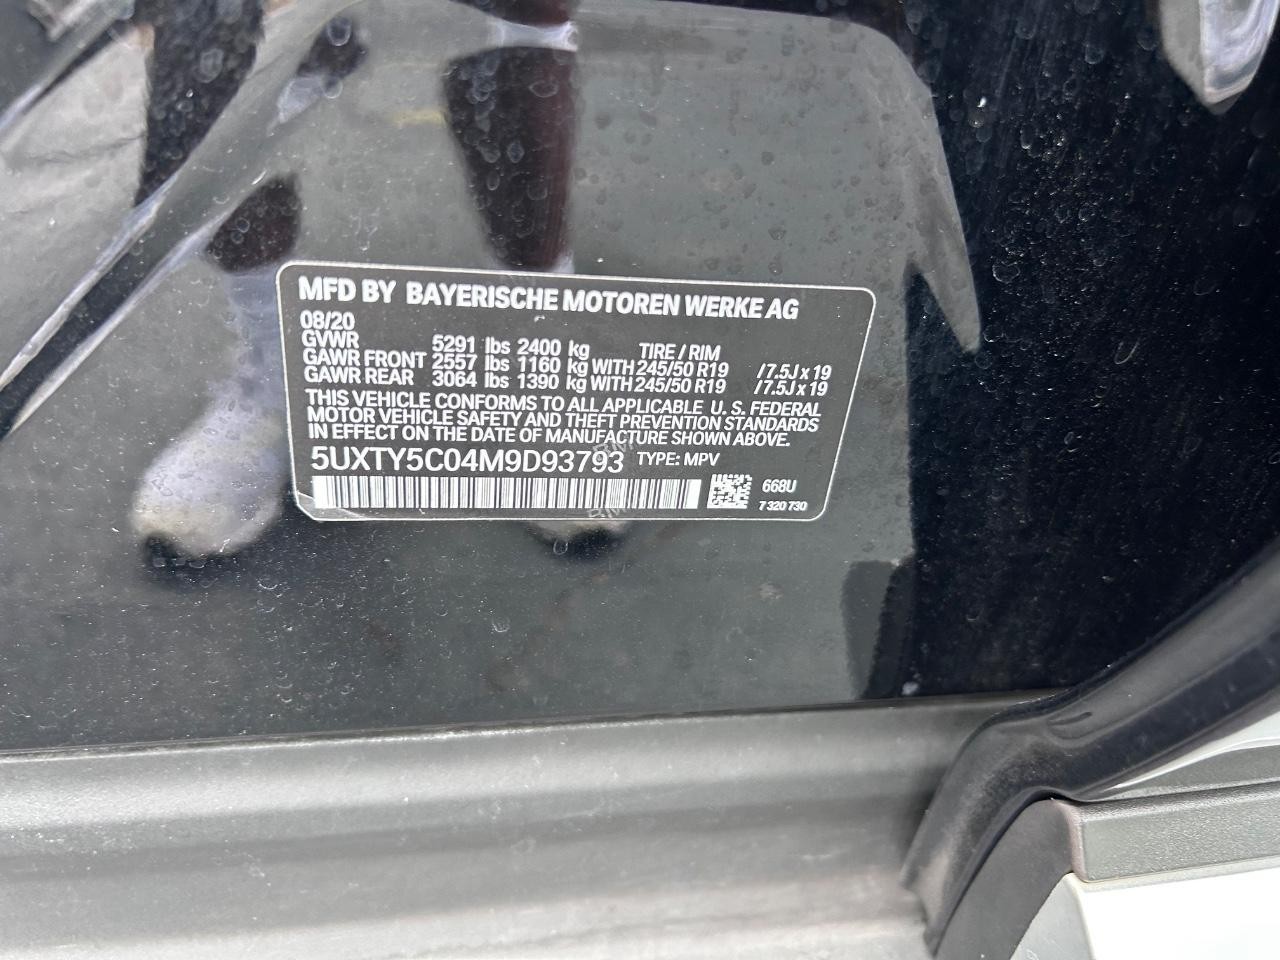 MFD BY BAYERISCHE MOTOREN WERKE AG
08/20
GVWR 5291 lbs 2400 kg TIRE / RIM
GAWR FRONT 2557 lbs 1160 kg WITH 245/50 R19 /7.5J x 19
GAWR REAR 3064 lbs 1390 kg WITH 245/50 R19 /7.5J x 19
THIS VEHICLE CONFORMS TO ALL APPLICABLE U. S. FEDERAL
MOTOR VEHICLE SAFETY AND THEFT PREVENTION STANDARDS
IN EFFECT ON THE DATE OF MANUFACTURE SHOWN ABOVE.
5UXTY5C04M9D93793 TYPE: MPV
668U
7 320 730